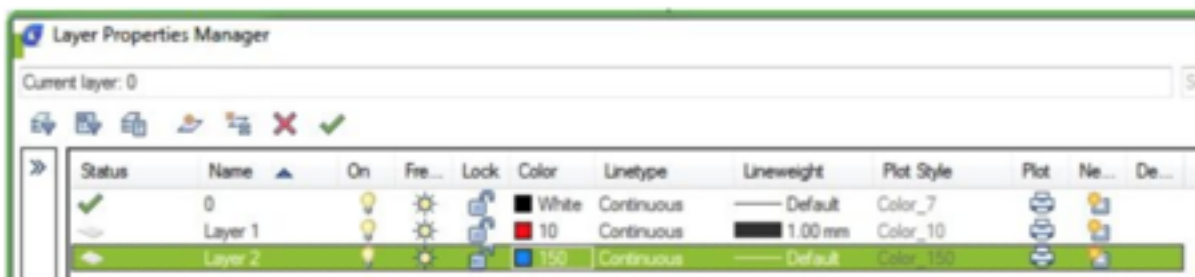 Layer Properties Manager
Current layer: 0
Status Name On Fre... Lock Color Linetype Lineweight Plot Style Plot Ne... De...
0 White Continuous Default Color_7
Layer 1 10 Continuous 1.00 mm Color_10
Layer 2 150 Continuous Default Color_150